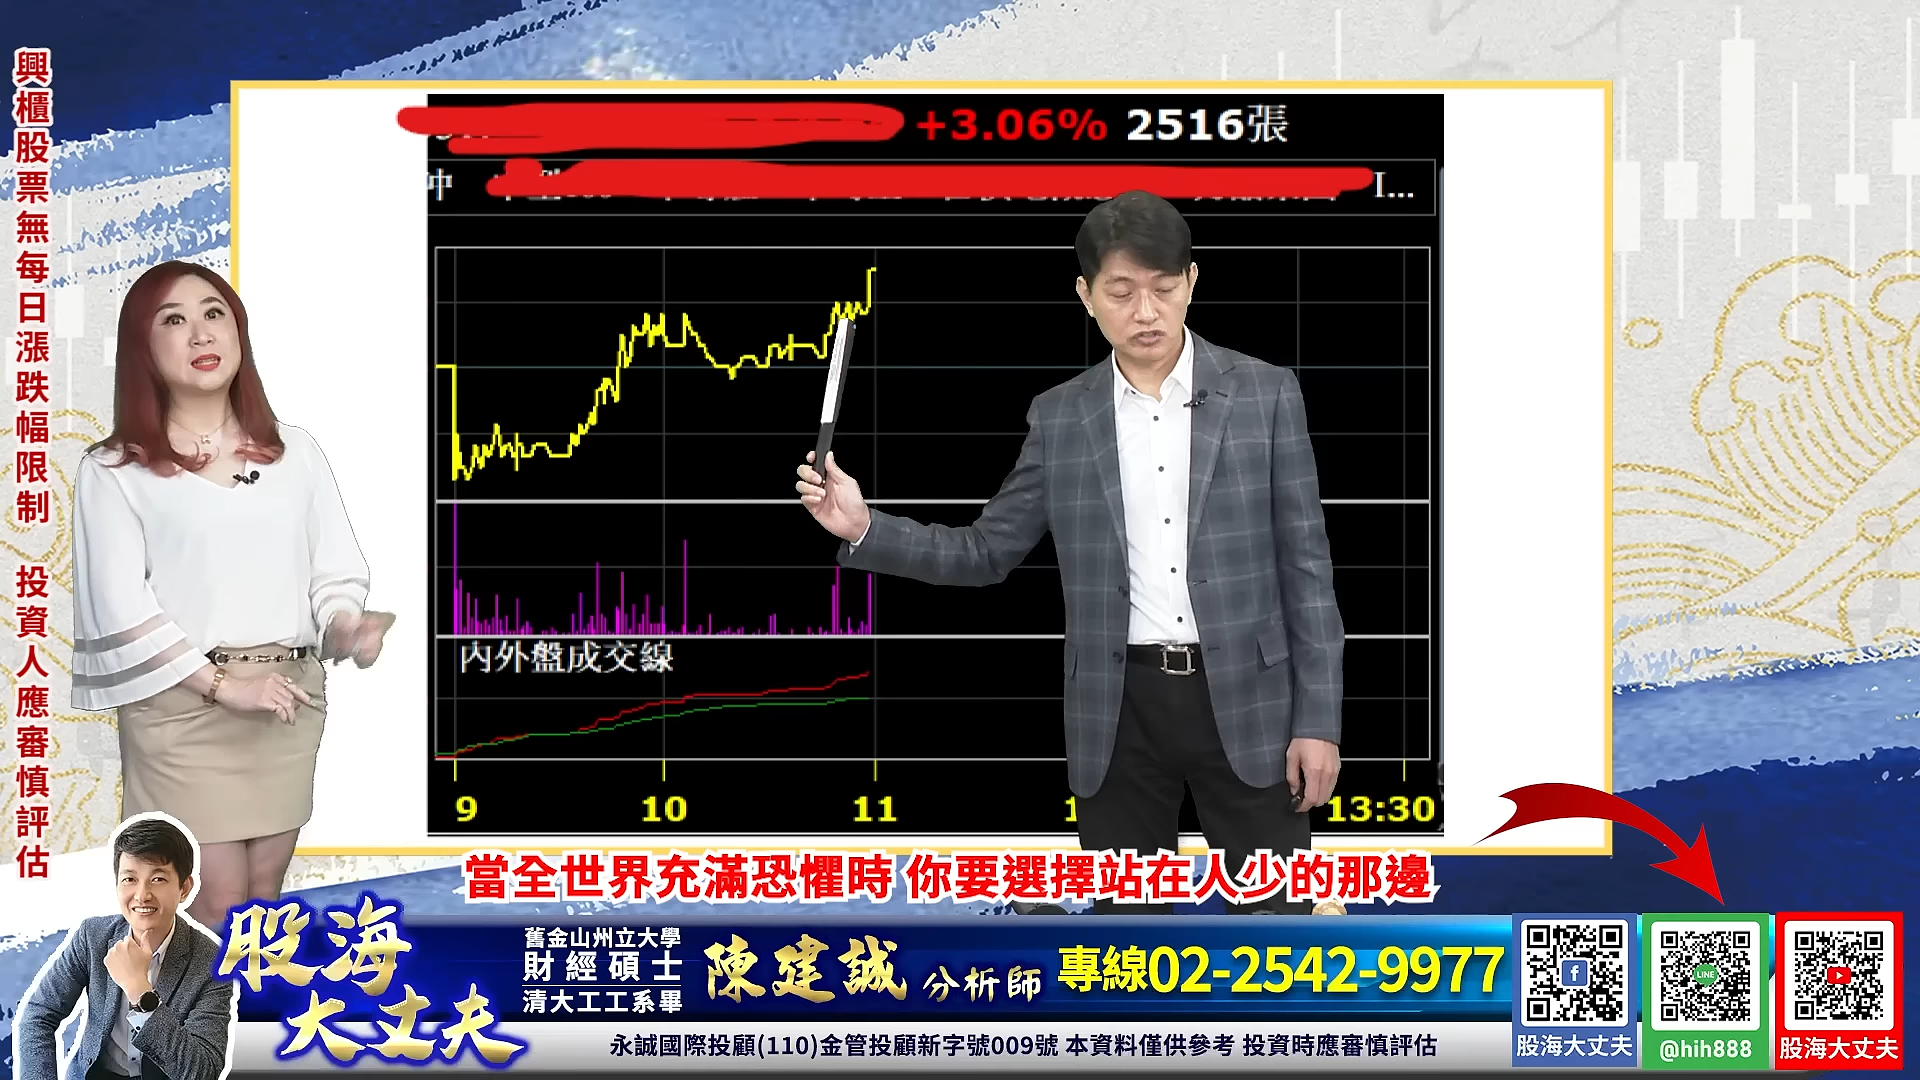 興櫃股票無每日漲跌幅限制 投資人應審慎評估
+3.06% 2516張
沖
I...
內外盤成交線
9 10 11 13:30
當全世界充滿恐懼時 你要選擇站在人少的那邊
股海大丈夫
舊金山州立大學
財經碩士
清大工工系畢
陳建誠 分析師
專線02-2542-9977
永誠國際投顧(110)金管投顧新字號009號 本資料僅供參考 投資時應審慎評估
f
股海大丈夫
LINE
@hih888
股海大丈夫